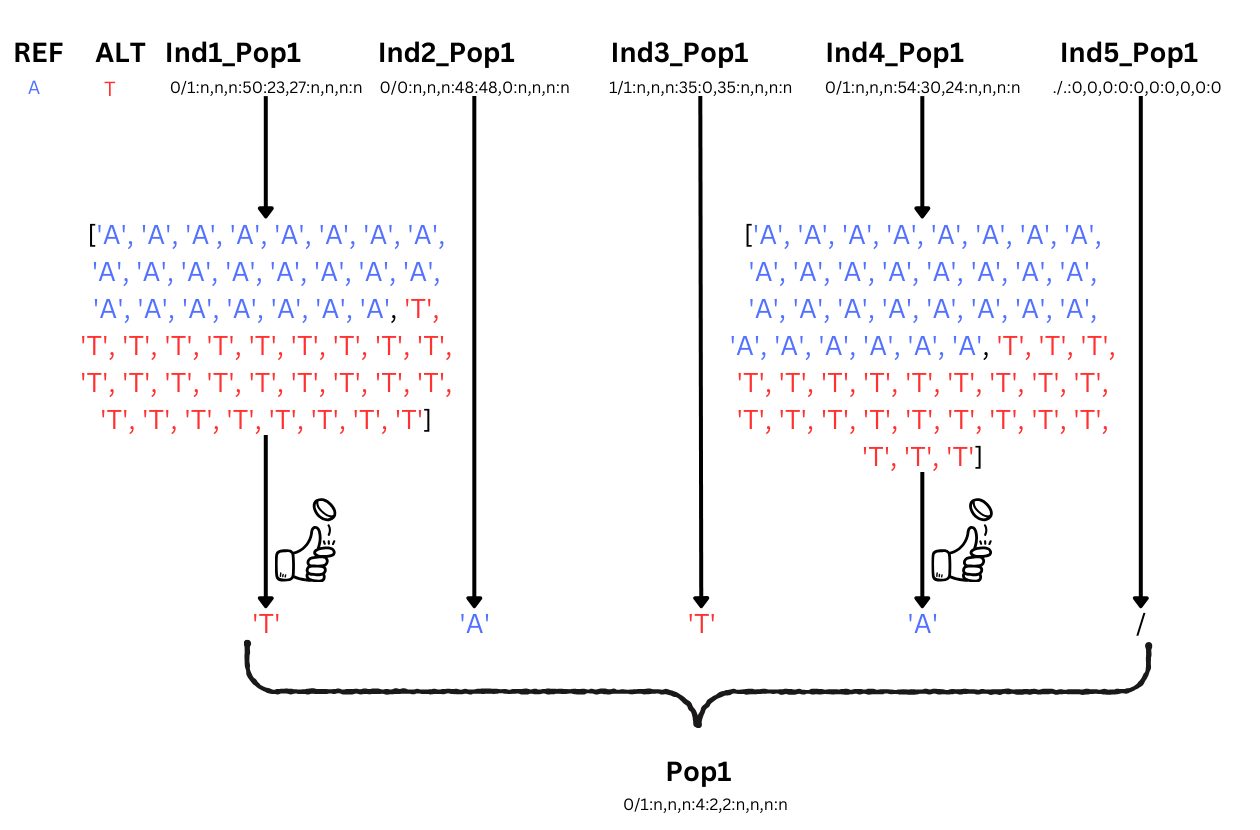 REF ALT Ind1_Pop1 Ind2_Pop1 Ind3_Pop1 Ind4_Pop1 Ind5_Pop1
A T 0/1:n,n,n:50:23,27:n,n,n:n 0/0:n,n,n:48:48,0:n,n,n:n 1/1:n,n,n:35:0,35:n,n,n:n 0/1:n,n,n:54:30,24:n,n,n:n ./.:0,0,0:0:0,0:0,0,0:0
['A', 'A', 'A', 'A', 'A', 'A', 'A', 'A',
'A', 'A', 'A', 'A', 'A', 'A', 'A', 'A',
'A', 'A', 'A', 'A', 'A', 'A', 'A', 'T',
'T', 'T', 'T', 'T', 'T', 'T', 'T', 'T', 'T',
'T', 'T', 'T', 'T', 'T', 'T', 'T', 'T', 'T',
'T', 'T', 'T', 'T', 'T', 'T', 'T', 'T']
['A', 'A', 'A', 'A', 'A', 'A', 'A', 'A',
'A', 'A', 'A', 'A', 'A', 'A', 'A', 'A',
'A', 'A', 'A', 'A', 'A', 'A', 'A', 'A',
'A', 'A', 'A', 'A', 'A', 'A', 'T', 'T', 'T',
'T', 'T', 'T', 'T', 'T', 'T', 'T', 'T', 'T',
'T', 'T', 'T', 'T', 'T', 'T', 'T', 'T', 'T',
'T', 'T', 'T']
'T' 'A' 'T' 'A' /
Pop1
0/1:n,n,n:4:2,2:n,n,n:n